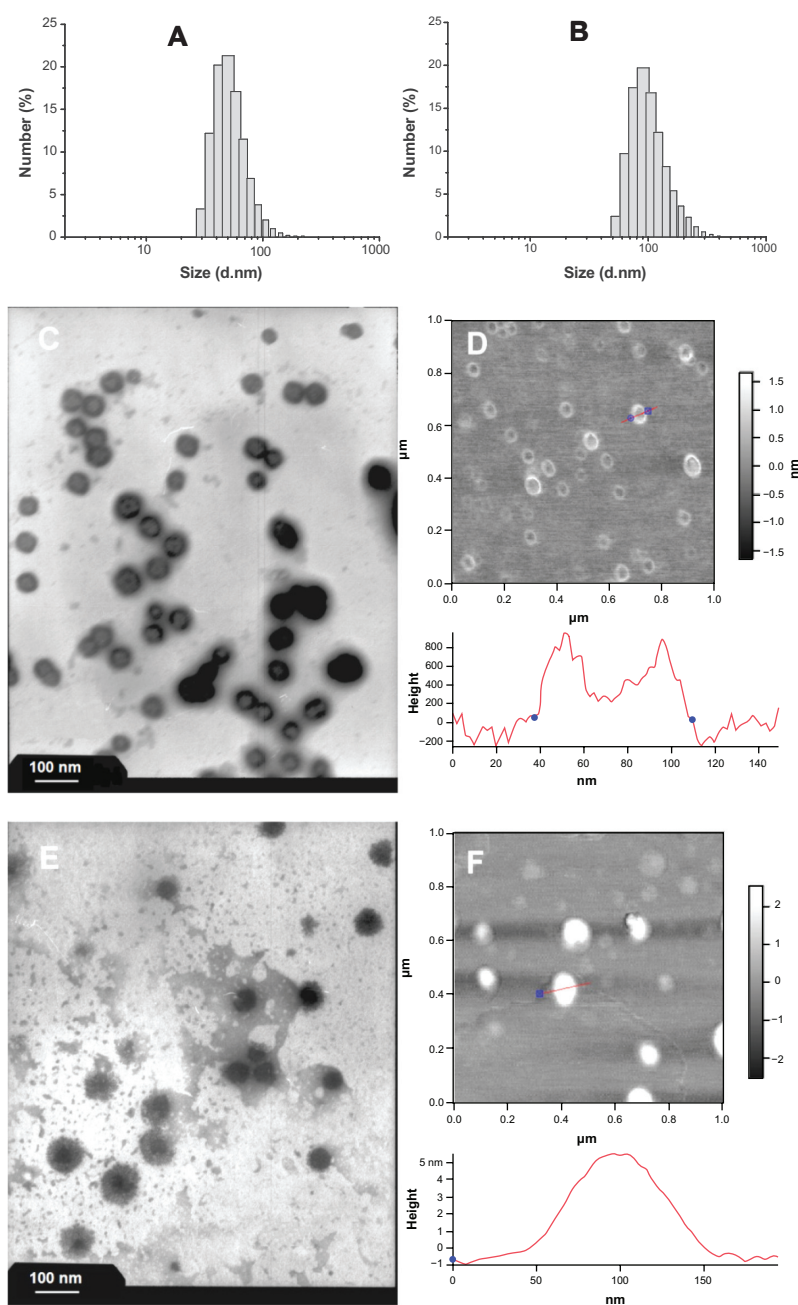 A
25
20
15
10
5
0
Number (%)
10
100
1000
Size (d.nm)
B
25
20
15
10
5
0
Number (%)
10
100
1000
Size (d.nm)
C
100 nm
D
1.0
0.8
0.6
0.4
0.2
0.0
µm
0.0 0.2 0.4 0.6 0.8 1.0
µm
1.5
1.0
0.5
0.0
−0.5
−1.0
−1.5
nm
800
600
400
200
0
−200
Height
0 20 40 60 80 100 120 140
nm
E
100 nm
F
1.0
0.8
0.6
0.4
0.2
0.0
µm
0.0 0.2 0.4 0.6 0.8 1.0
µm
2
1
0
−1
−2
5 nm
4
3
2
1
0
−1
Height
0 50 100 150
nm